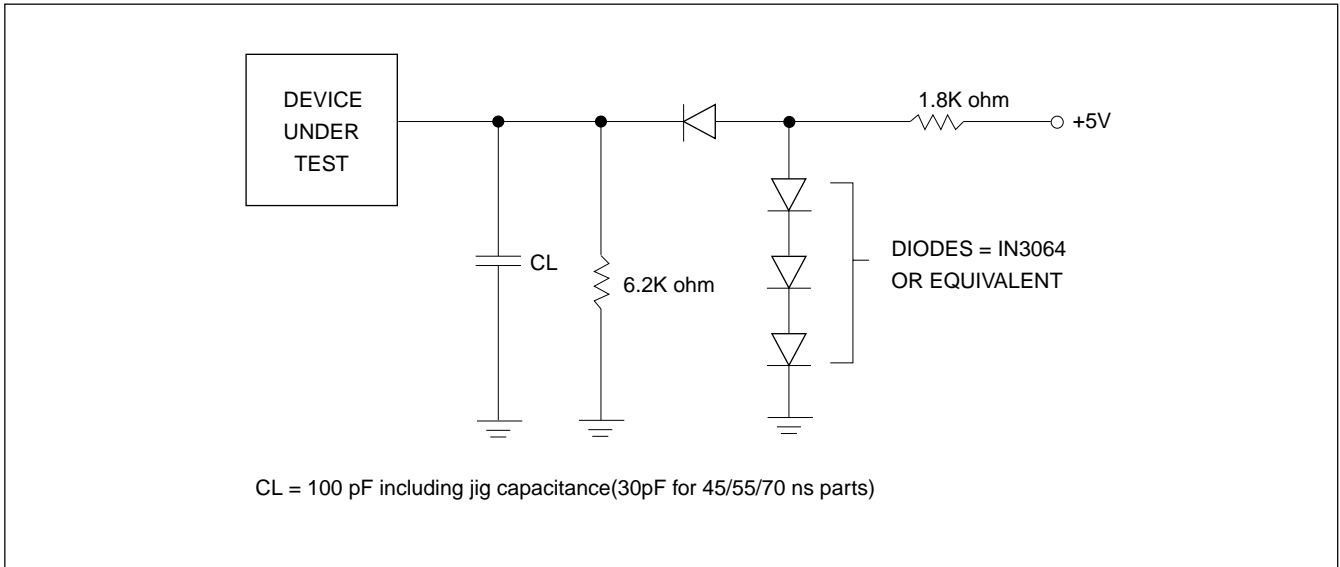 DEVICE
UNDER
TEST
1.8K ohm
+5V
CL
6.2K ohm
DIODES = IN3064
OR EQUIVALENT
CL = 100 pF including jig capacitance(30pF for 45/55/70 ns parts)